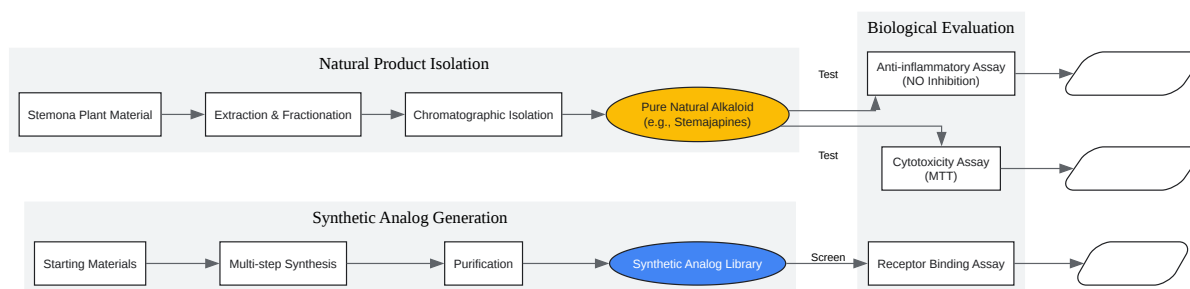 Biological Evaluation
Natural Product Isolation
Test
Anti-inflammatory Assay
(NO Inhibition)
Stemona Plant Material
Extraction & Fractionation
Chromatographic Isolation
Pure Natural Alkaloid
(e.g., Stemajapines)
Test
Cytotoxicity Assay
(MTT)
Synthetic Analog Generation
Starting Materials
Multi-step Synthesis
Purification
Synthetic Analog Library
Screen
Receptor Binding Assay